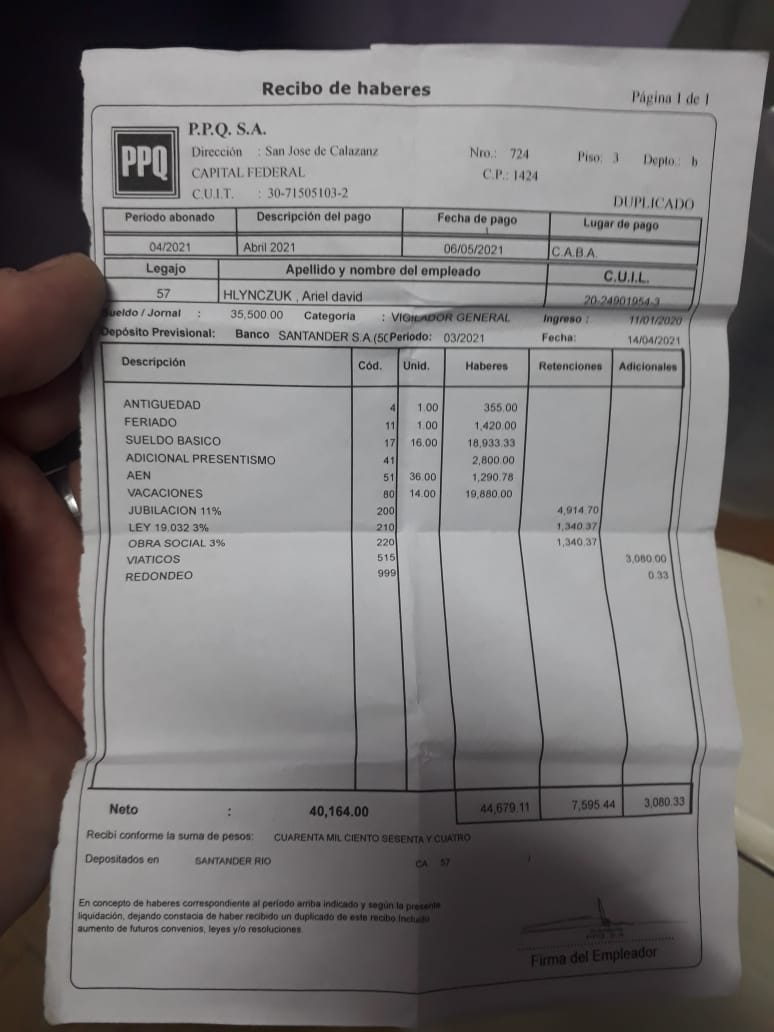 Recibo de haberes
Página 1 de 1
PPQ
P.P.Q. S.A.
Dirección : San Jose de Calazanz Nro.: 724 Piso: 3 Depto.: b
CAPITAL FEDERAL C.P.: 1424
C.U.I.T. : 30-71505103-2
DUPLICADO
Periodo abonado Descripción del pago Fecha de pago Lugar de pago
04/2021 Abril 2021 06/05/2021 C.A.B.A.
Legajo Apellido y nombre del empleado C.U.I.L.
57 HLYNCZUK , Ariel david 20-24901954-3
Sueldo / Jornal : 35,500.00 Categoria : VIGILADOR GENERAL Ingreso : 11/01/2020
Depósito Previsional: Banco SANTANDER S.A (50 Periodo: 03/2021 Fecha: 14/04/2021
Descripción Cód. Unid. Haberes Retenciones Adicionales
ANTIGUEDAD 4 1.00 355.00
FERIADO 11 1.00 1,420.00
SUELDO BASICO 17 16.00 18,933.33
ADICIONAL PRESENTISMO 41 2,800.00
AEN 51 36.00 1,290.78
VACACIONES 80 14.00 19,880.00
JUBILACION 11% 200 4,914.70
LEY 19.032 3% 210 1,340.37
OBRA SOCIAL 3% 220 1,340.37
VIATICOS 515 3,080.00
REDONDEO 999 0.33
Neto : 40,164.00 44,679.11 7,595.44 3,080.33
Recibí conforme la suma de pesos: CUARENTA MIL CIENTO SESENTA Y CUATRO
Depositados en SANTANDER RIO CA 57
En concepto de haberes correspondiente al período arriba indicado y según la presente
liquidación, dejando constacia de haber recibido un duplicado de este recibo.Incluido
aumento de futuros convenios, leyes y/o resoluciones.
Firma del Empleador